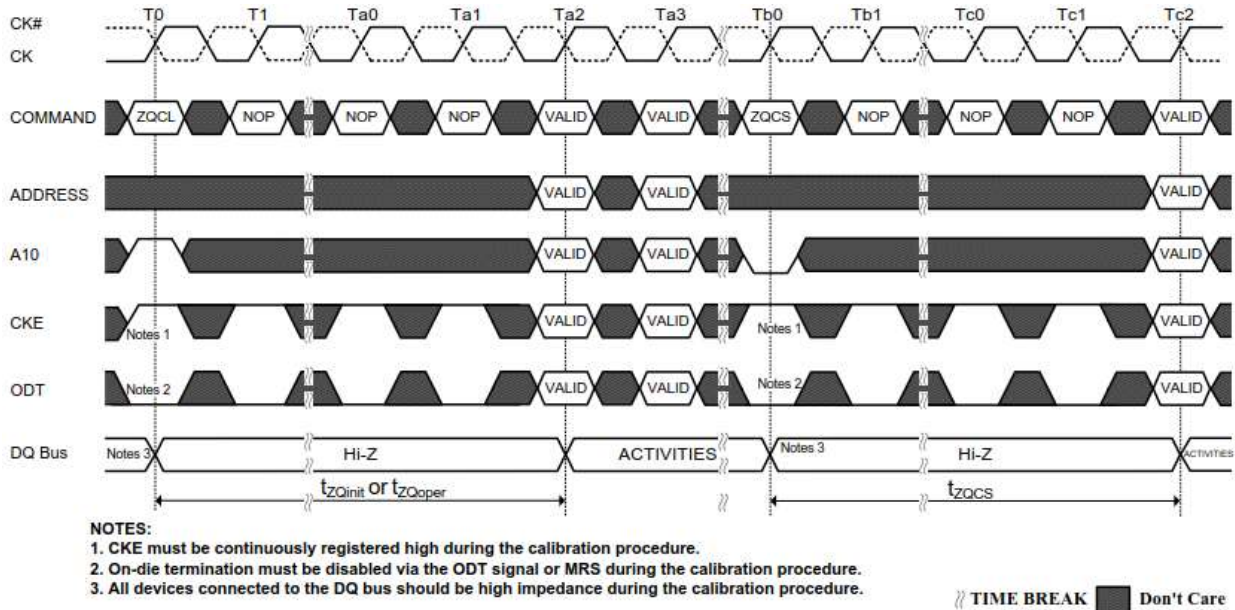 T0 T1 Ta0 Ta1 Ta2 Ta3 Tb0 Tb1 Tc0 Tc1 Tc2
CK#
CK
COMMAND ZQCL NOP NOP NOP VALID VALID ZQCS NOP NOP NOP VALID
ADDRESS VALID VALID VALID
A10 VALID VALID VALID
CKE Notes 1 VALID VALID Notes 1 VALID
ODT Notes 2 VALID VALID Notes 2 VALID
DQ Bus Notes 3 Hi-Z ACTIVITIES Notes 3 Hi-Z ACTIVITIES
tZQinit or tZQoper tZQCS
NOTES:
1. CKE must be continuously registered high during the calibration procedure.
2. On-die termination must be disabled via the ODT signal or MRS during the calibration procedure.
3. All devices connected to the DQ bus should be high impedance during the calibration procedure.
TIME BREAK Don't Care